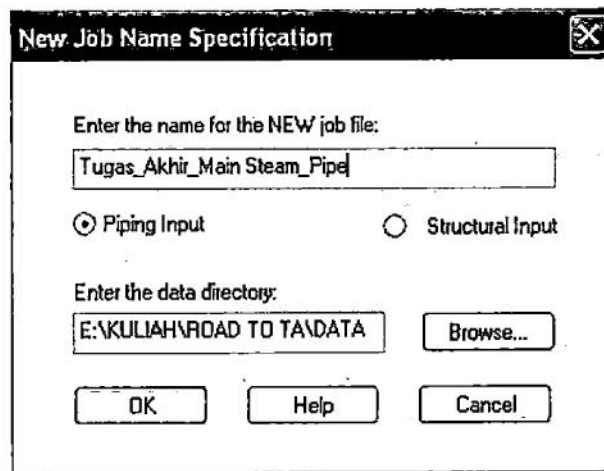 New Job Name Specification
Enter the name for the NEW job file:
Tugas_Akhir_Main Steam_Pipe
Piping Input
Structural Input
Enter the data directory:
E:\KULIAH\ROAD TO TA\DATA
Browse...
OK
Help
Cancel